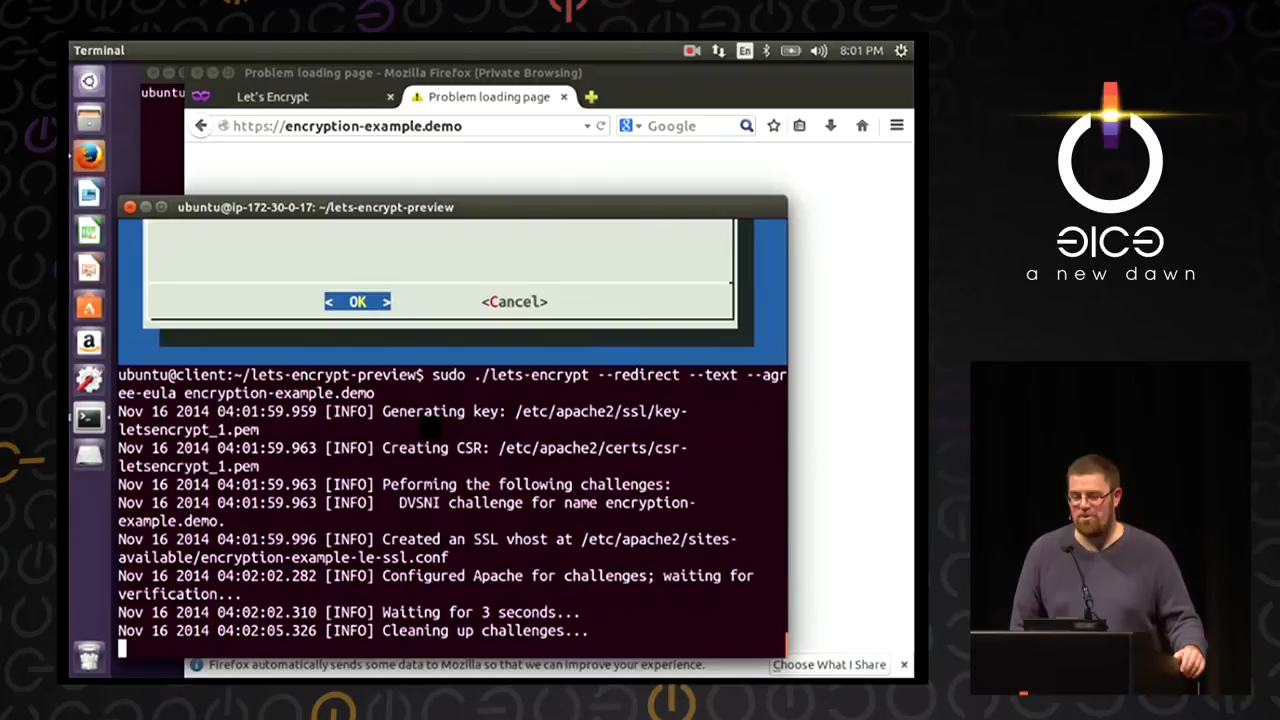 Terminal
En
8:01 PM
Problem loading page - Mozilla Firefox (Private Browsing)
ubuntu
Let's Encrypt
Problem loading page
https://encryption-example.demo
Google
ubuntu@ip-172-30-0-17: ~/lets-encrypt-preview
< OK >
<Cancel>
ubuntu@client:~/lets-encrypt-preview$ sudo ./lets-encrypt --redirect --text --agr
ee-eula encryption-example.demo
Nov 16 2014 04:01:59.959 [INFO] Generating key: /etc/apache2/ssl/key-
letsencrypt_1.pem
Nov 16 2014 04:01:59.963 [INFO] Creating CSR: /etc/apache2/certs/csr-
letsencrypt_1.pem
Nov 16 2014 04:01:59.963 [INFO] Peforming the following challenges:
Nov 16 2014 04:01:59.963 [INFO]   DVSNI challenge for name encryption-
example.demo.
Nov 16 2014 04:01:59.996 [INFO] Created an SSL vhost at /etc/apache2/sites-
available/encryption-example-le-ssl.conf
Nov 16 2014 04:02:02.282 [INFO] Configured Apache for challenges; waiting for
verification...
Nov 16 2014 04:02:02.310 [INFO] Waiting for 3 seconds...
Nov 16 2014 04:02:05.326 [INFO] Cleaning up challenges...
Firefox automatically sends some data to Mozilla so that we can improve your experience.
Choose What I Share
31c3
a new dawn